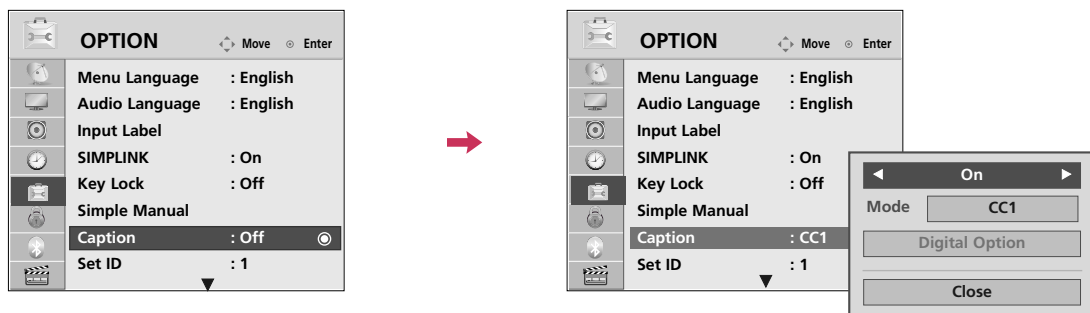 OPTION Move Enter
Menu Language : English
Audio Language : English
Input Label
SIMPLINK : On
Key Lock : Off
Simple Manual
Caption : Off
Set ID : 1
OPTION Move Enter
Menu Language : English
Audio Language : English
Input Label
SIMPLINK : On
Key Lock : Off
Simple Manual
Caption : CC1
Set ID : 1
On
Mode CC1
Digital Option
Close